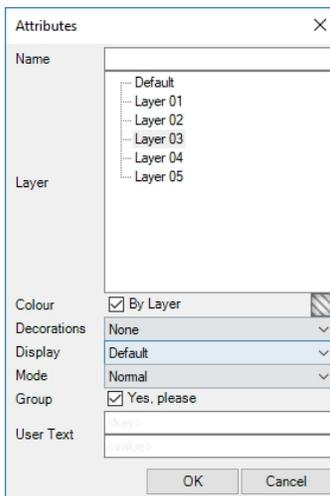 Attributes
Name
Default
Layer 01
Layer 02
Layer 03
Layer 04
Layer 05
Layer
Colour By Layer
Decorations None
Display Default
Mode Normal
Group Yes, please
User Text <key>
<value>
OK Cancel